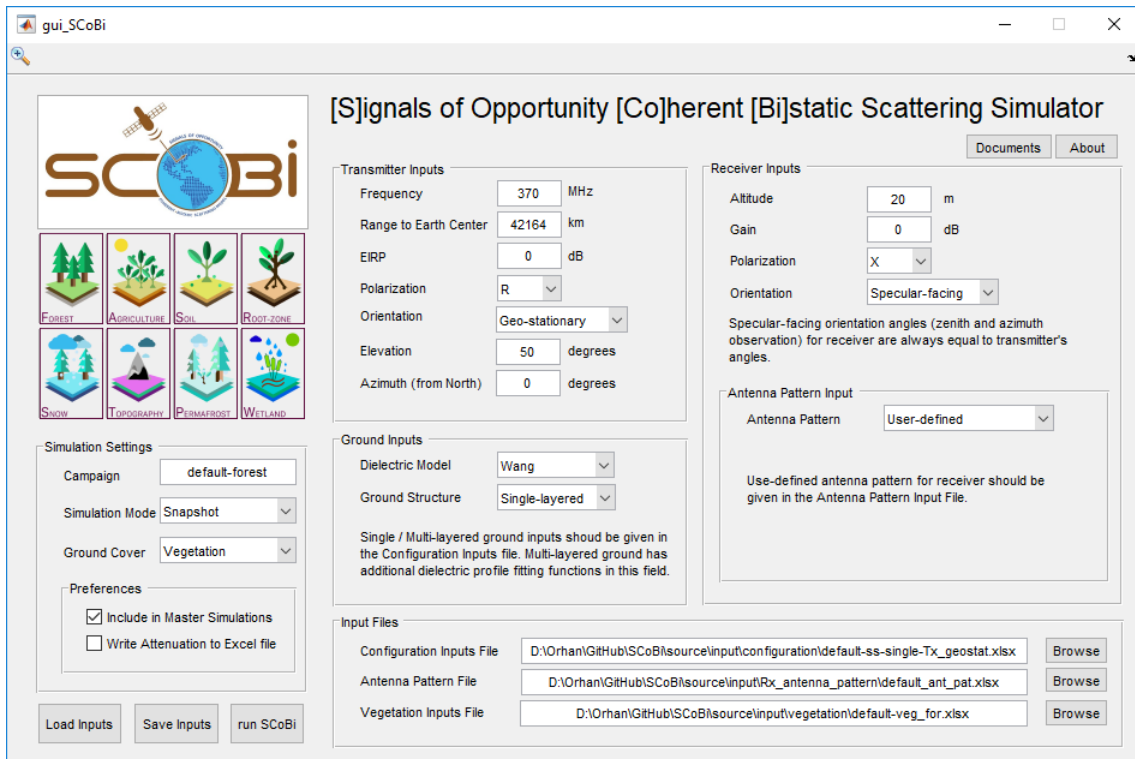 gui_SCoBi
[S]ignals of Opportunity [Co]herent [Bi]static Scattering Simulator
Documents
About
SIGNALS OF OPPORTUNITY
SCOBi
FOREST
AGRICULTURE
SOIL
ROOT-ZONE
SNOW
TOPOGRAPHY
PERMAFROST
WETLAND
Simulation Settings
Campaign default-forest
Simulation Mode Snapshot
Ground Cover Vegetation
Preferences
Include in Master Simulations
Write Attenuation to Excel file
Load Inputs
Save Inputs
run SCoBi
Transmitter Inputs
Frequency 370 MHz
Range to Earth Center 42164 km
EIRP 0 dB
Polarization R
Orientation Geo-stationary
Elevation 50 degrees
Azimuth (from North) 0 degrees
Ground Inputs
Dielectric Model Wang
Ground Structure Single-layered
Single / Multi-layered ground inputs shoud be given in
the Configuration Inputs file. Multi-layered ground has
additional dielectric profile fitting functions in this field.
Receiver Inputs
Altitude 20 m
Gain 0 dB
Polarization X
Orientation Specular-facing
Specular-facing orientation angles (zenith and azimuth
observation) for receiver are always equal to transmitter's
angles.
Antenna Pattern Input
Antenna Pattern User-defined
Use-defined antenna pattern for receiver should be
given in the Antenna Pattern Input File.
Input Files
Configuration Inputs File D:\Orhan\GitHub\SCoBi\source\input\configuration\default-ss-single-Tx_geostat.xlsx Browse
Antenna Pattern File D:\Orhan\GitHub\SCoBi\source\input\Rx_antenna_pattern\default_ant_pat.xlsx Browse
Vegetation Inputs File D:\Orhan\GitHub\SCoBi\source\input\vegetation\default-veg_for.xlsx Browse